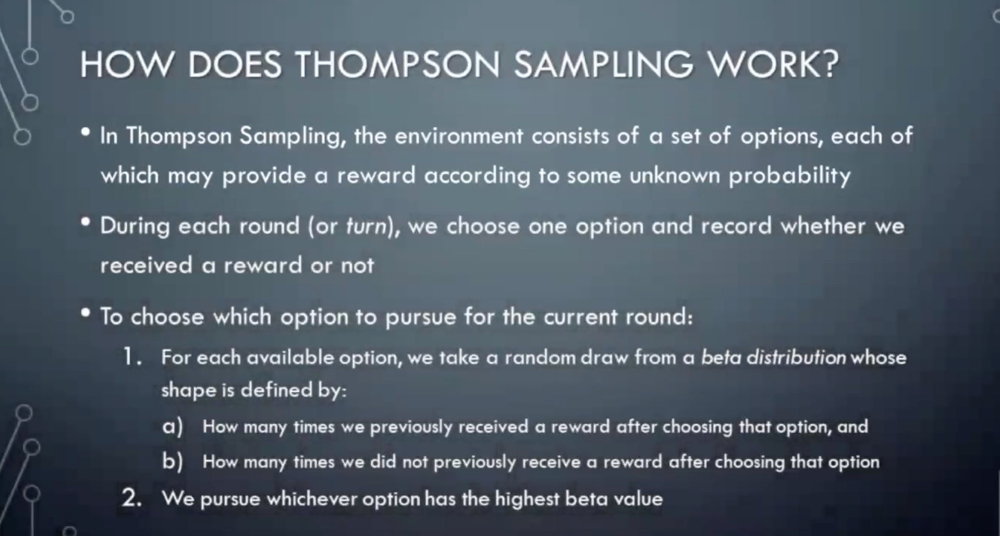 HOW DOES THOMPSON SAMPLING WORK?
• In Thompson Sampling, the environment consists of a set of options, each of
which may provide a reward according to some unknown probability
• During each round (or turn), we choose one option and record whether we
received a reward or not
• To choose which option to pursue for the current round:
1. For each available option, we take a random draw from a beta distribution whose
shape is defined by:
a) How many times we previously received a reward after choosing that option, and
b) How many times we did not previously receive a reward after choosing that option
2. We pursue whichever option has the highest beta value